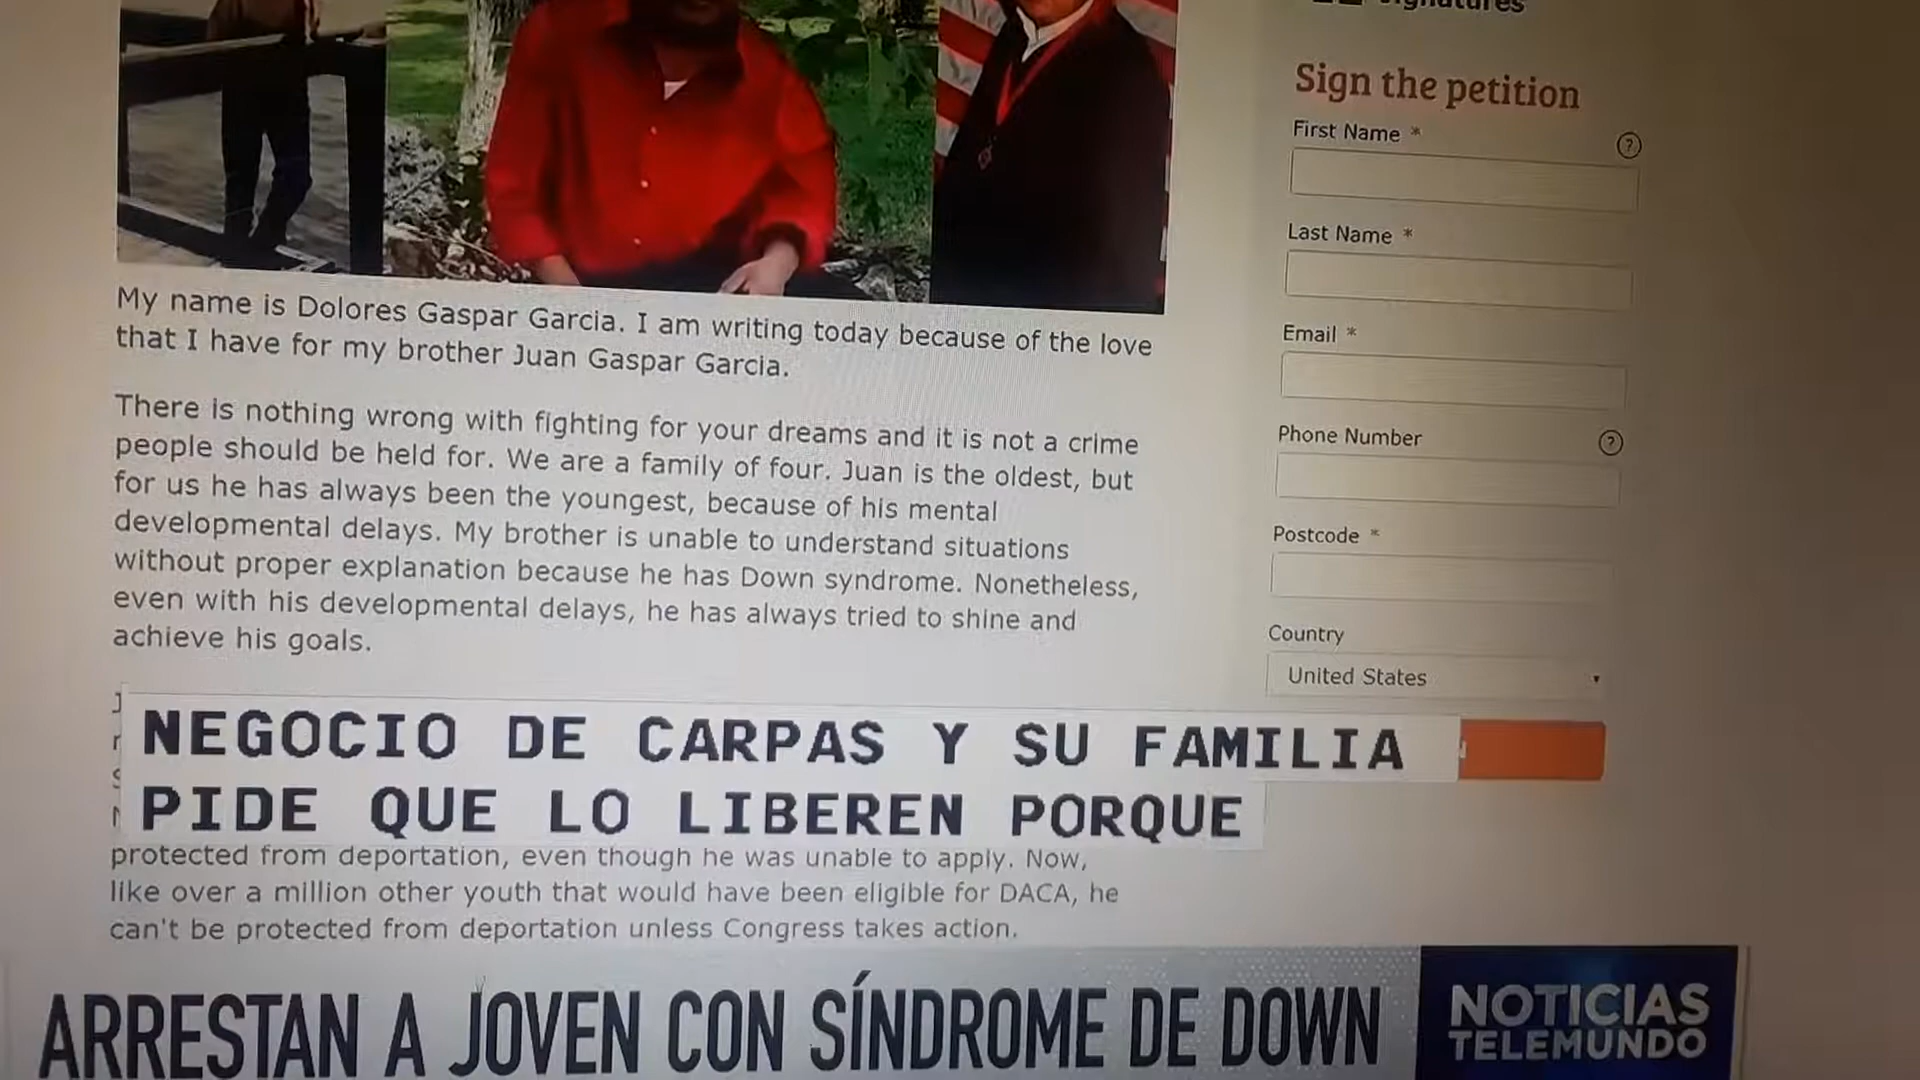 signatures
Sign the petition
First Name *
?
Last Name *
Email *
Phone Number
?
Postcode *
Country
United States
My name is Dolores Gaspar Garcia. I am writing today because of the love
that I have for my brother Juan Gaspar Garcia.
There is nothing wrong with fighting for your dreams and it is not a crime
people should be held for. We are a family of four. Juan is the oldest, but
for us he has always been the youngest, because of his mental
developmental delays. My brother is unable to understand situations
without proper explanation because he has Down syndrome. Nonetheless,
even with his developmental delays, he has always tried to shine and
achieve his goals.
NEGOCIO DE CARPAS Y SU FAMILIA
PIDE QUE LO LIBEREN PORQUE
protected from deportation, even though he was unable to apply. Now,
like over a million other youth that would have been eligible for DACA, he
can't be protected from deportation unless Congress takes action.
ARRESTAN A JOVEN CON SÍNDROME DE DOWN
NOTICIAS
TELEMUNDO